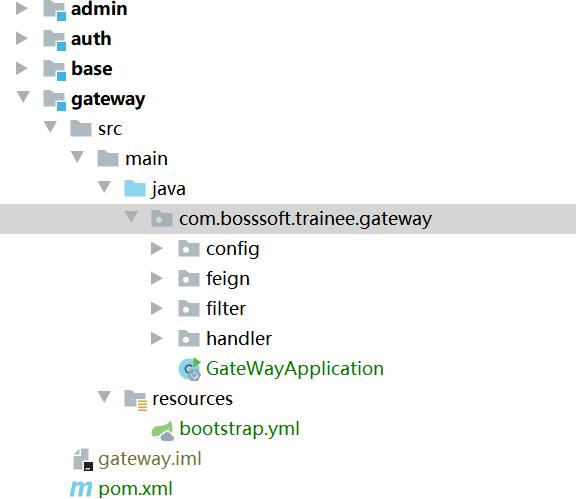 admin
auth
base
gateway
src
main
java
com.bosssoft.trainee.gateway
config
feign
filter
handler
GateWayApplication
resources
bootstrap.yml
gateway.iml
pom.xml